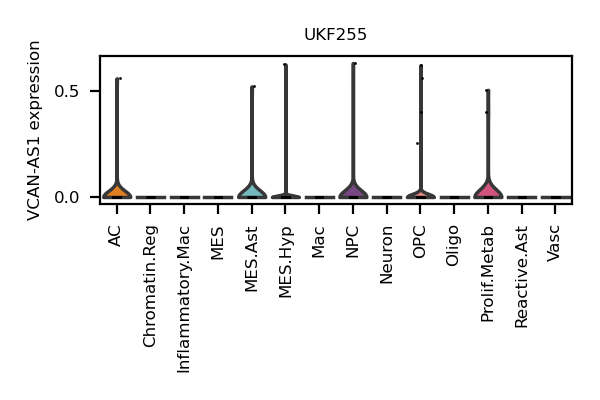 UKF255
VCAN-AS1 expression
0.5
0.0
AC
Chromatin.Reg
Inflammatory.Mac
MES
MES.Ast
MES.Hyp
Mac
NPC
Neuron
OPC
Oligo
Prolif.Metab
Reactive.Ast
Vasc